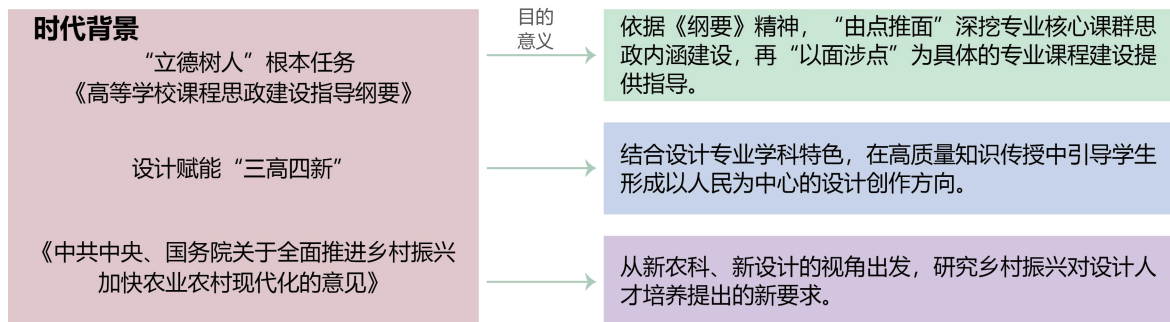 时代背景
“立德树人”根本任务
《高等学校课程思政建设指导纲要》
设计赋能“三高四新”
《中共中央、国务院关于全面推进乡村振兴
加快农业农村现代化的意见》
目的
意义
依据《纲要》精神，“由点推面”深挖专业核心课群思
政内涵建设，再“以面涉点”为具体的专业课程建设提
供指导。
结合设计专业学科特色，在高质量知识传授中引导学生
形成以人民为中心的设计创作方向。
从新农科、新设计的视角出发，研究乡村振兴对设计人
才培养提出的新要求。